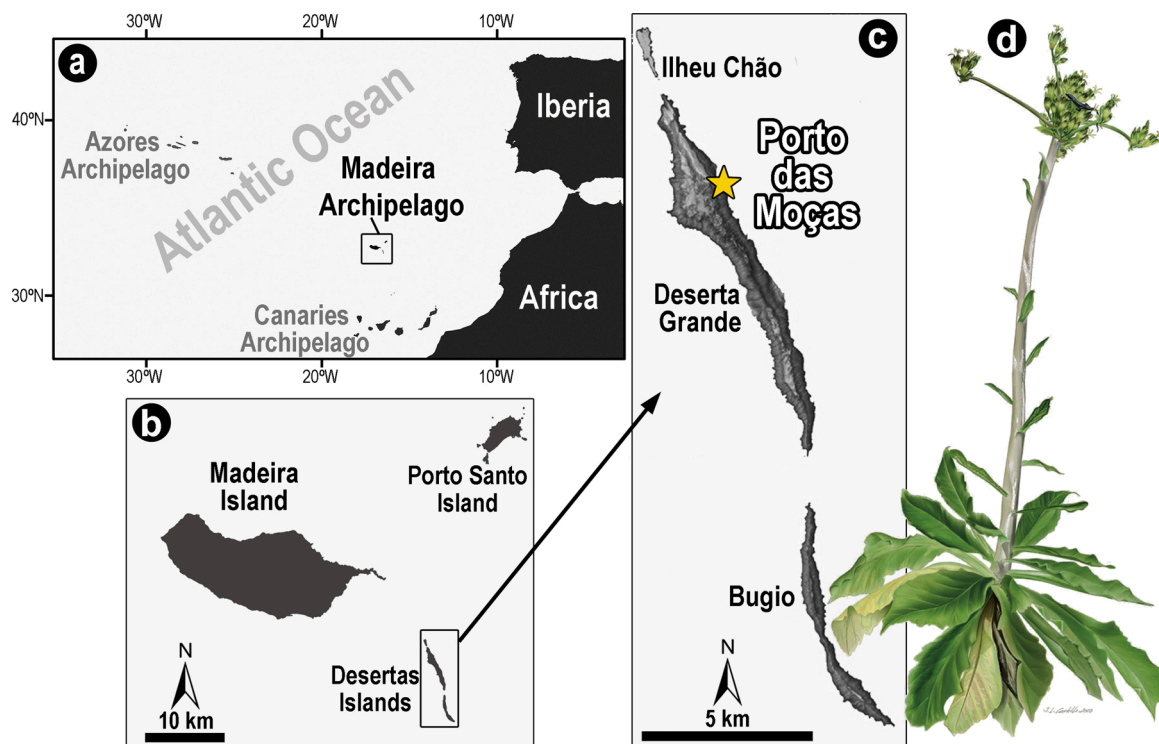 30ºW
20ºW
10ºW
a
40ºN
30ºN
Azores
Archipelago
Atlantic Ocean
Madeira
Archipelago
Iberia
Africa
Canaries
Archipelago
30ºW
20ºW
10ºW
b
Madeira
Island
Porto Santo
Island
Desertas
Islands
N
10 km
c
Ilheu Chão
Porto
das
Moças
Deserta
Grande
Bugio
N
5 km
d